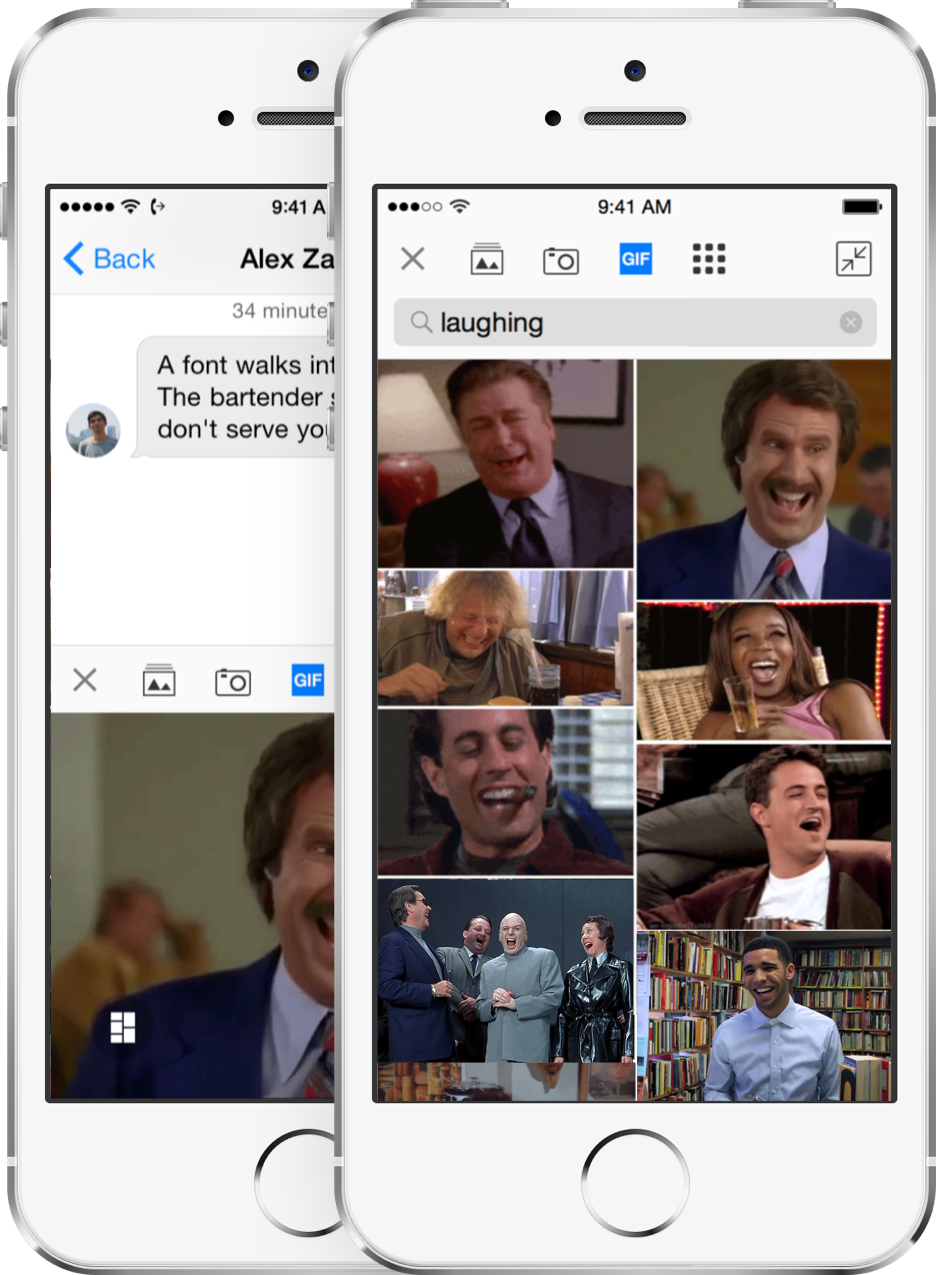 9:41 A
Back
Alex Za
34 minute
A font walks int
The bartender s
don't serve you
GIF
9:41 AM
GIF
laughing